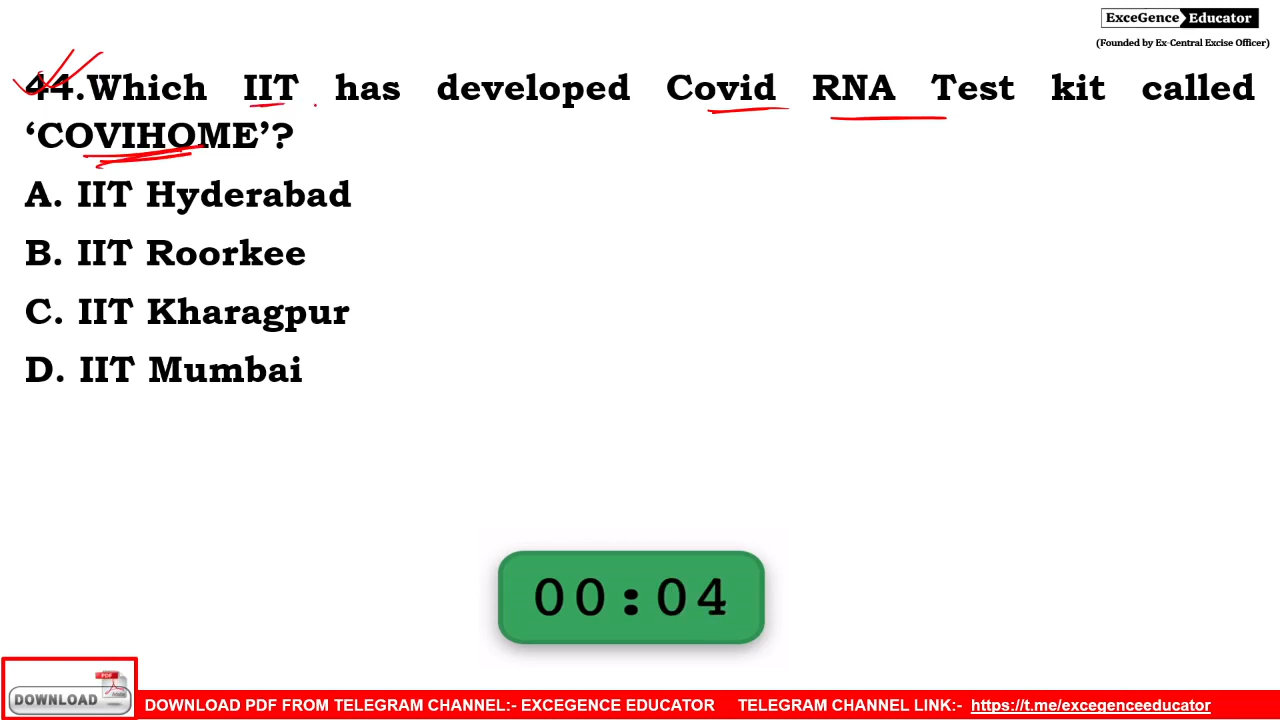 ExceGence Educator
(Founded by Ex-Central Excise Officer)
44.Which IIT has developed Covid RNA Test kit called
‘COVIHOME’?
A. IIT Hyderabad
B. IIT Roorkee
C. IIT Kharagpur
D. IIT Mumbai
00:04
PDF
DOWNLOAD
DOWNLOAD PDF FROM TELEGRAM CHANNEL:- EXCEGENCE EDUCATOR TELEGRAM CHANNEL LINK:- https://t.me/excegenceeducator